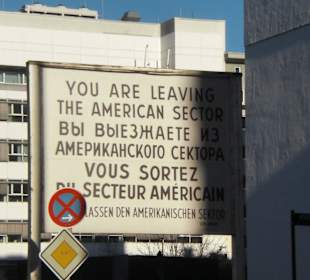 YOU ARE LEAVING
THE AMERICAN SECTOR
ВЫ ВЫЕЗЖАЕТЕ ИЗ
АМЕРИКАНСКОГО СЕКТОРА
VOUS SORTEZ
DU SECTEUR AMÉRICAIN
LASSEN DEN AMERIKANISCHEN SEKTOR